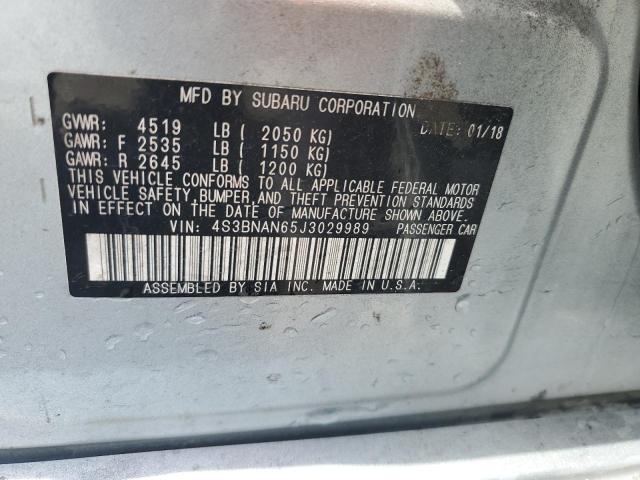 MFD BY SUBARU CORPORATION
GVWR: 4519 LB ( 2050 KG) DATE: 01/18
GAWR: F 2535 LB ( 1150 KG)
GAWR: R 2645 LB ( 1200 KG)
THIS VEHICLE CONFORMS TO ALL APPLICABLE FEDERAL MOTOR
VEHICLE SAFETY, BUMPER, AND THEFT PREVENTION STANDARDS
IN EFFECT ON THE DATE OF MANUFACTURE SHOWN ABOVE.
VIN: 4S3BNAN65J3029989 PASSENGER CAR
ASSEMBLED BY SIA INC. MADE IN U.S.A.